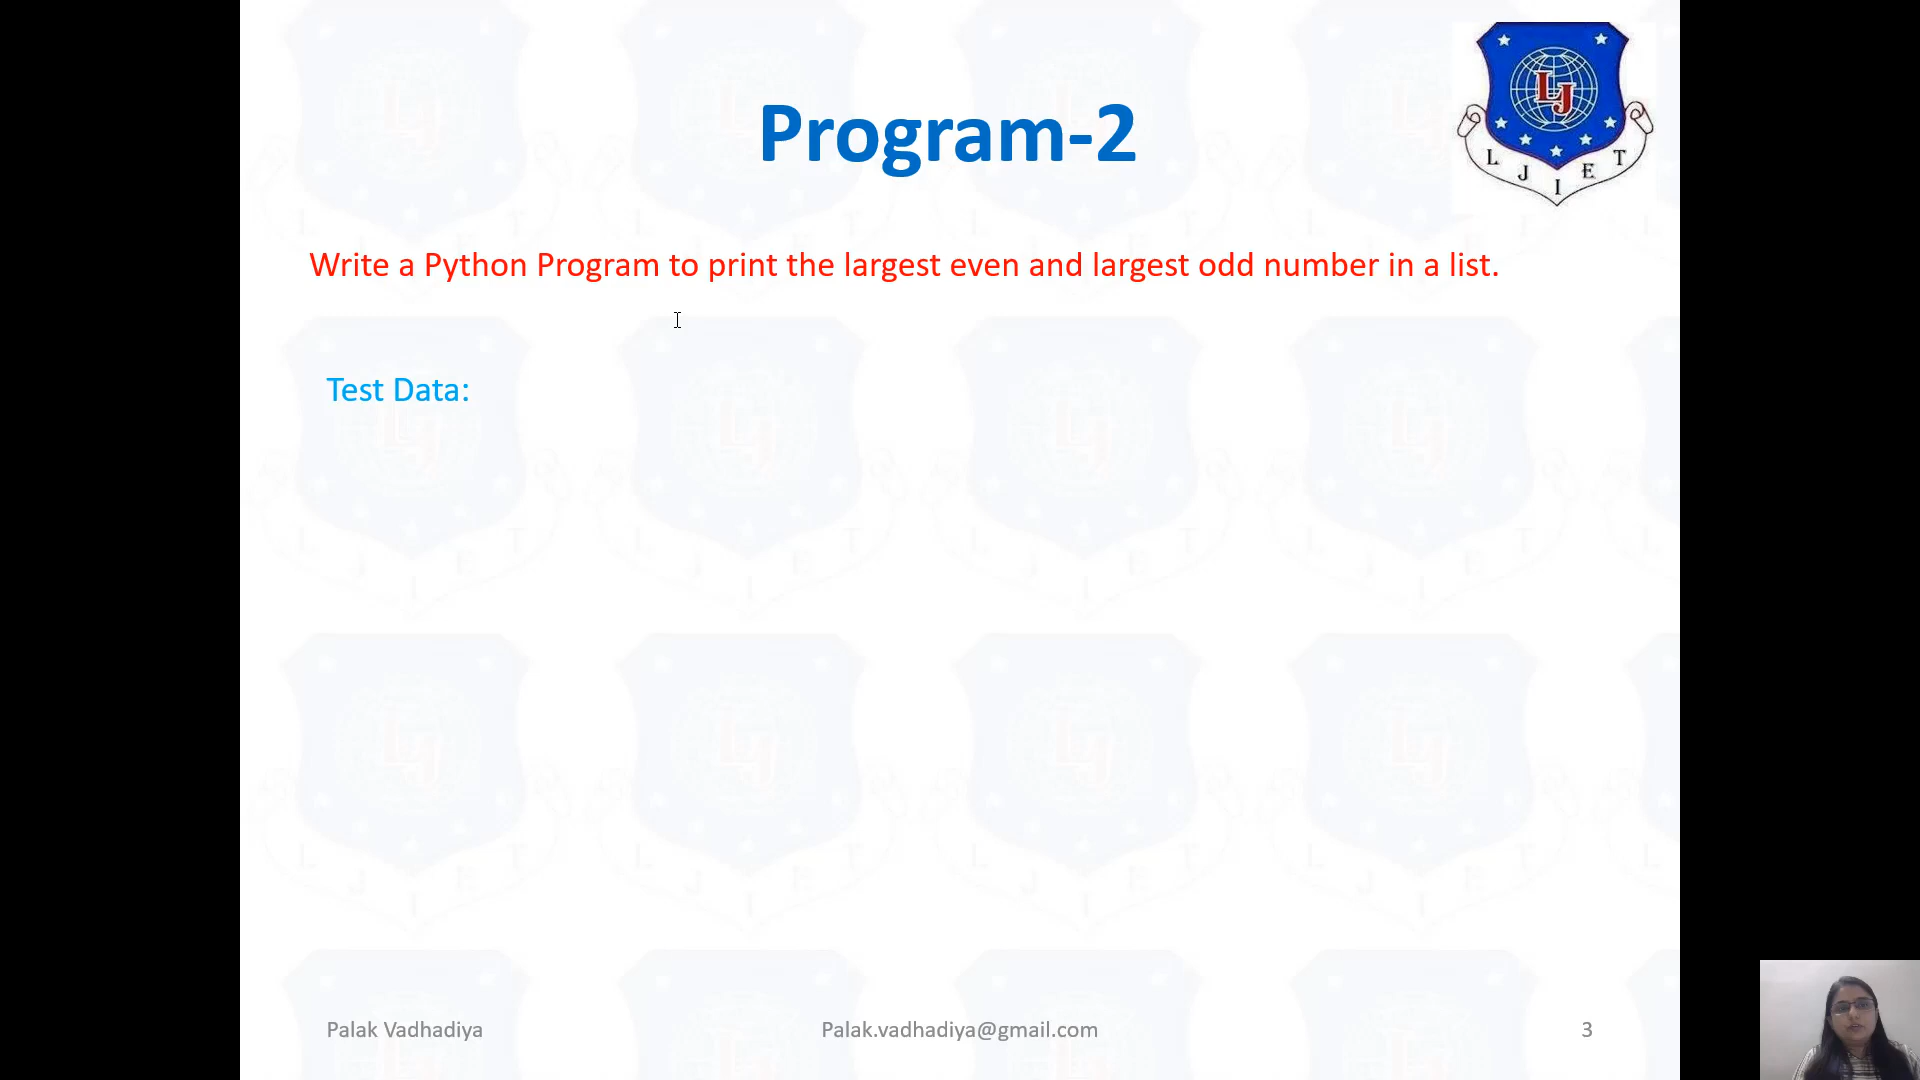 Program-2
LJ
L J I E T
Write a Python Program to print the largest even and largest odd number in a list.
Test Data:
Palak Vadhadiya
Palak.vadhadiya@gmail.com
3